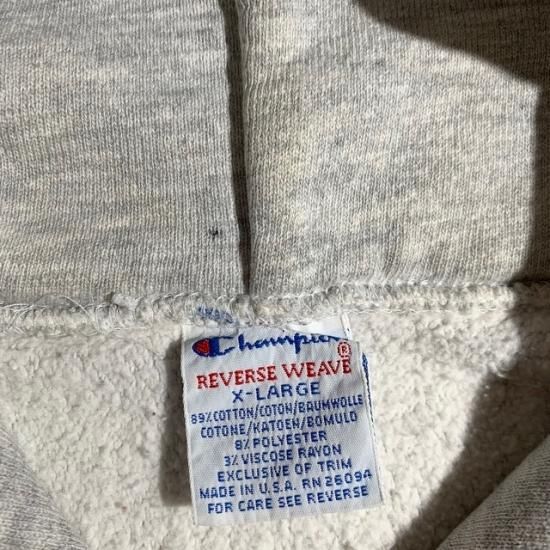 Champion®
REVERSE WEAVE
X-LARGE
89% COTTON/COTON/BAUMWOLLE
COTONE/KATOEN/BOMULD
8% POLYESTER
3% VISCOSE RAYON
EXCLUSIVE OF TRIM
MADE IN U.S.A. RN 26094
FOR CARE SEE REVERSE